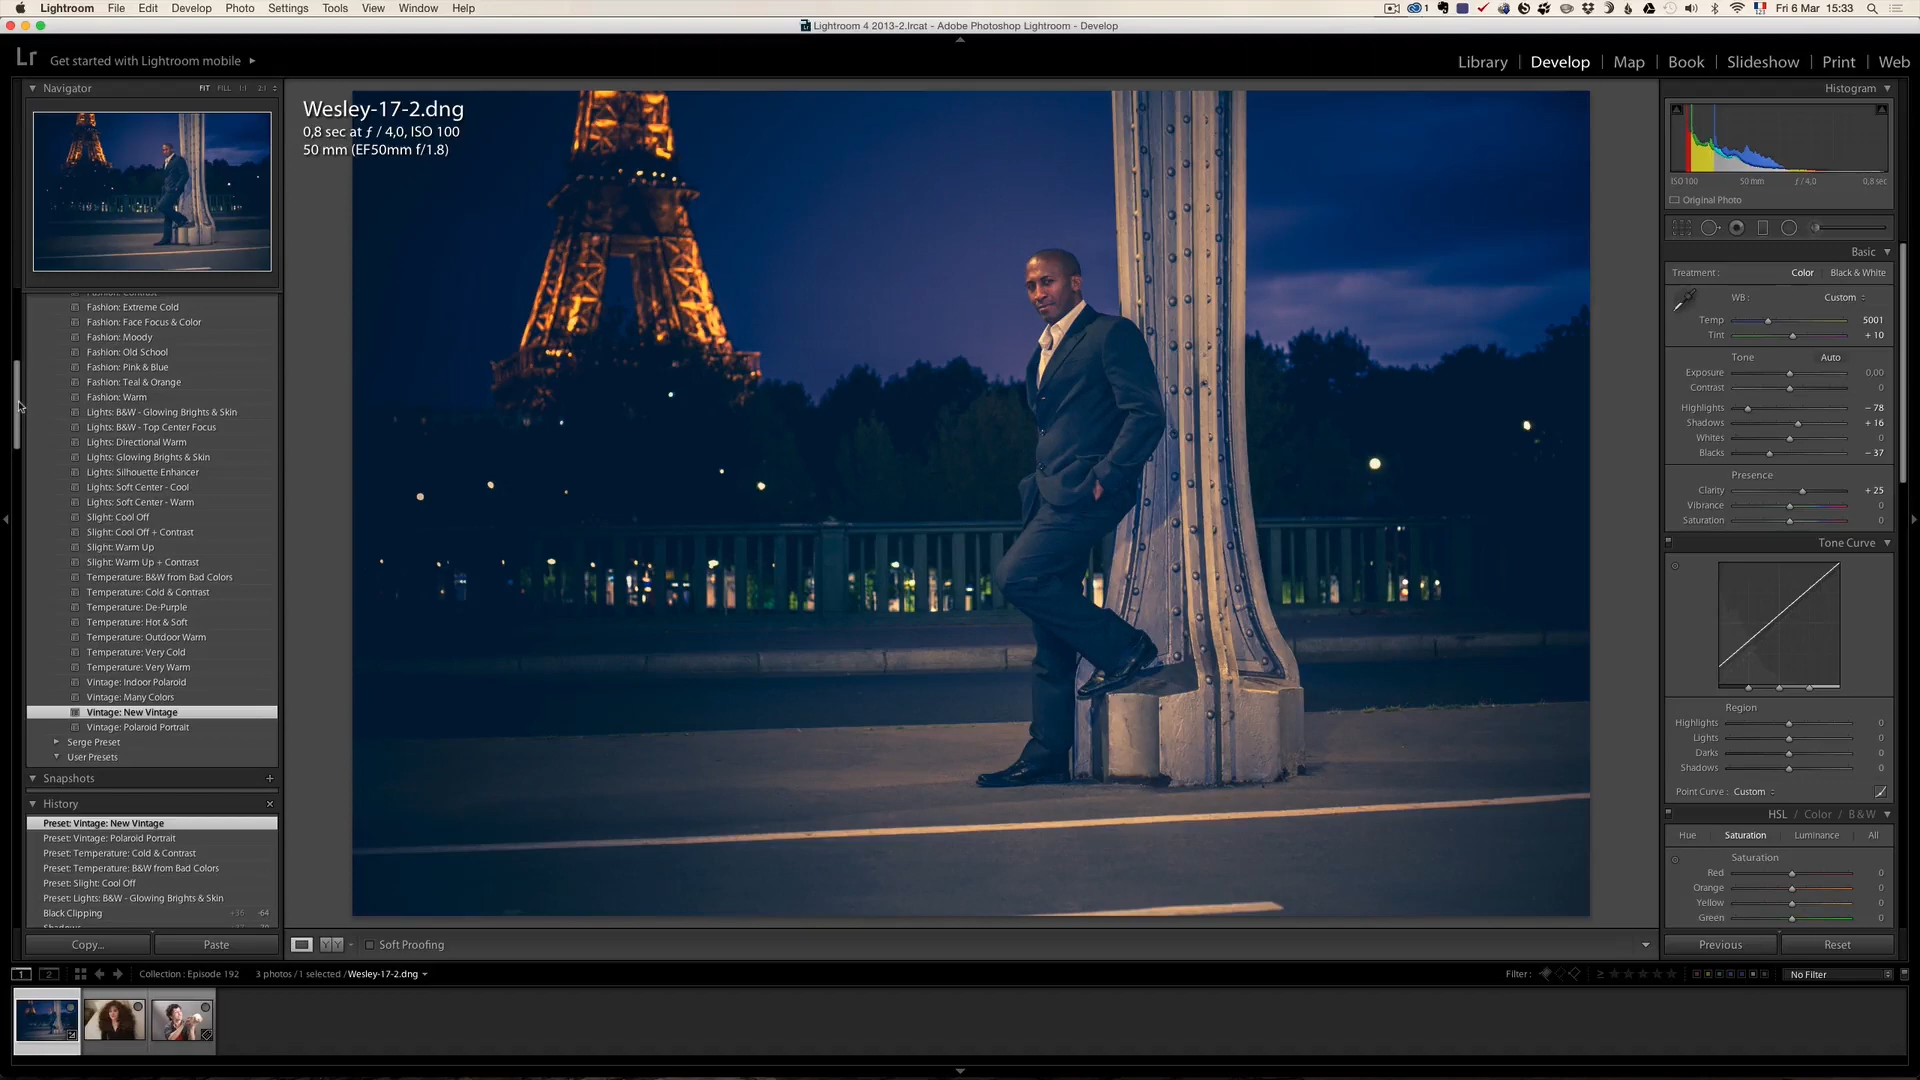 Lightroom File Edit Develop Photo Settings Tools View Window Help
1 Fri 6 Mar 15:33
Lightroom 4 2013-2.lrcat - Adobe Photoshop Lightroom - Develop
Lr Get started with Lightroom mobile
Library Develop Map Book Slideshow Print Web
Navigator FIT FILL 1:1 2:1
Wesley-17-2.dng
0,8 sec at ƒ / 4,0, ISO 100
50 mm (EF50mm f/1.8)
Fashion: Contrast
Fashion: Extreme Cold
Fashion: Face Focus & Color
Fashion: Moody
Fashion: Old School
Fashion: Pink & Blue
Fashion: Teal & Orange
Fashion: Warm
Lights: B&W - Glowing Brights & Skin
Lights: B&W - Top Center Focus
Lights: Directional Warm
Lights: Glowing Brights & Skin
Lights: Silhouette Enhancer
Lights: Soft Center - Cool
Lights: Soft Center - Warm
Slight: Cool Off
Slight: Cool Off + Contrast
Slight: Warm Up
Slight: Warm Up + Contrast
Temperature: B&W from Bad Colors
Temperature: Cold & Contrast
Temperature: De-Purple
Temperature: Hot & Soft
Temperature: Outdoor Warm
Temperature: Very Cold
Temperature: Very Warm
Vintage: Indoor Polaroid
Vintage: Many Colors
Vintage: New Vintage
Vintage: Polaroid Portrait
Serge Preset
User Presets
Snapshots +
History ×
Preset: Vintage: New Vintage
Preset: Vintage: Polaroid Portrait
Preset: Temperature: Cold & Contrast
Preset: Temperature: B&W from Bad Colors
Preset: Slight: Cool Off
Preset: Lights: B&W - Glowing Brights & Skin
Black Clipping +36 -64
Copy... Paste
Histogram
ISO 100 50 mm ƒ / 4,0 0,8 sec
Original Photo
Basic
Treatment : Color Black & White
WB : Custom
Temp 5001
Tint + 10
Tone Auto
Exposure 0,00
Contrast 0
Highlights − 78
Shadows + 16
Whites 0
Blacks − 37
Presence
Clarity + 25
Vibrance 0
Saturation 0
Tone Curve
Region
Highlights 0
Lights 0
Darks 0
Shadows 0
Point Curve : Custom
HSL / Color / B & W
Hue Saturation Luminance All
Saturation
Red 0
Orange 0
Yellow 0
Green 0
Previous Reset
Y Y Soft Proofing
1 2 Collection : Episode 192 3 photos / 1 selected / Wesley-17-2.dng
Filter : ≥ No Filter